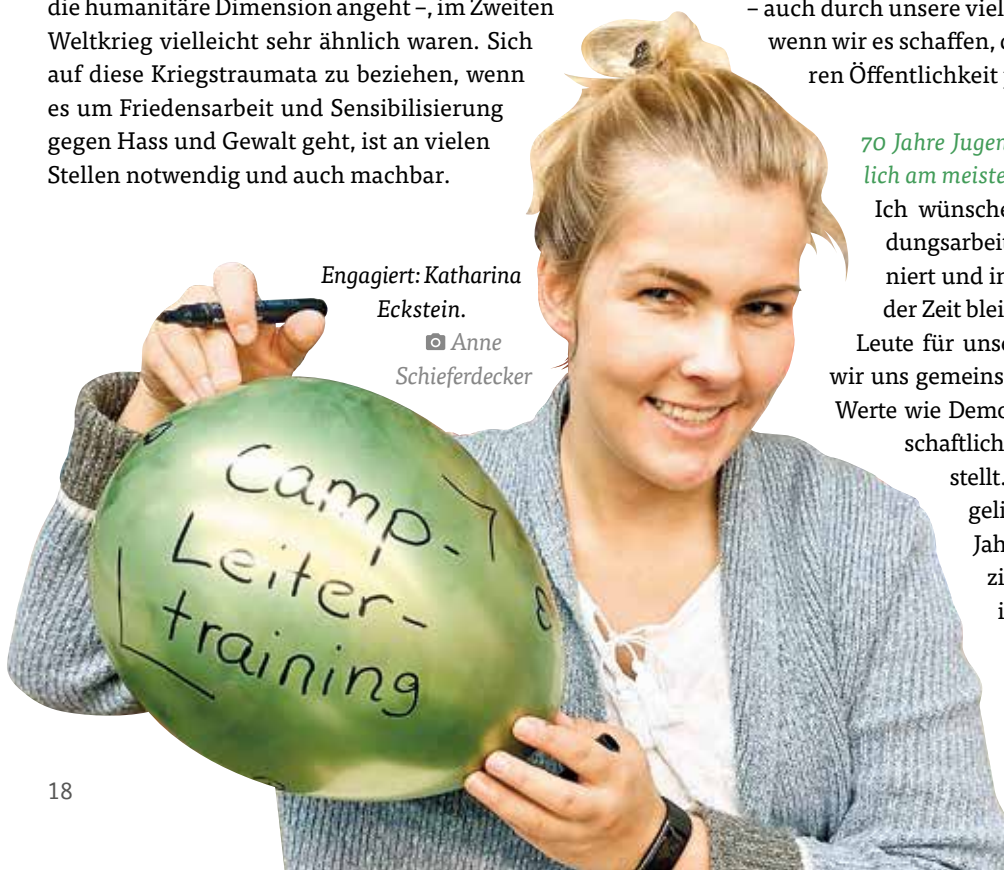 die humanitäre Dimension angeht –, im Zweiten
Weltkrieg vielleicht sehr ähnlich waren. Sich
auf diese Kriegstraumata zu beziehen, wenn
es um Friedensarbeit und Sensibilisierung
gegen Hass und Gewalt geht, ist an vielen
Stellen notwendig und auch machbar.
Engagiert: Katharina
Eckstein.
Anne
Schieferdecker
Camp-
Leiter-
training
18
– auch durch unsere viel
wenn wir es schaffen,
ren Öffentlichkeit
70 Jahre Jugen
lich am meiste
Ich wünsche
dungsarbeit
niert und in
der Zeit blei
Leute für unse
wir uns gemeins
Werte wie Demo
schaftlich
stellt.
geli
Jah
zi
i